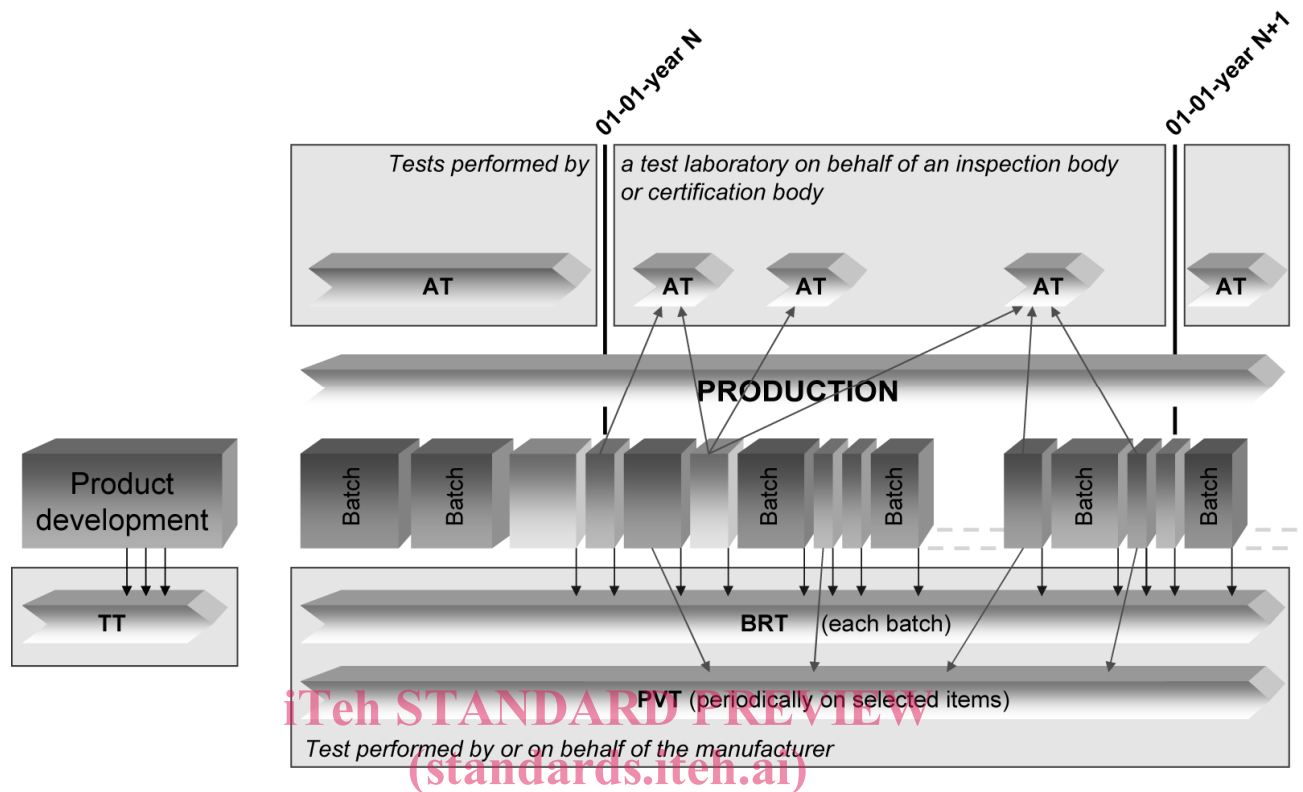 01-01-year N
01-01-year N+1
Tests performed by
a test laboratory on behalf of an inspection body
or certification body
AT
AT
AT
AT
AT
PRODUCTION
Product
development
Batch
Batch
Batch
Batch
Batch
Batch
TT
BRT (each batch)
PVT (periodically on selected items)
iTeh STANDARD PREVIEW
Test performed by or on behalf of the manufacturer
(standards.iteh.ai)